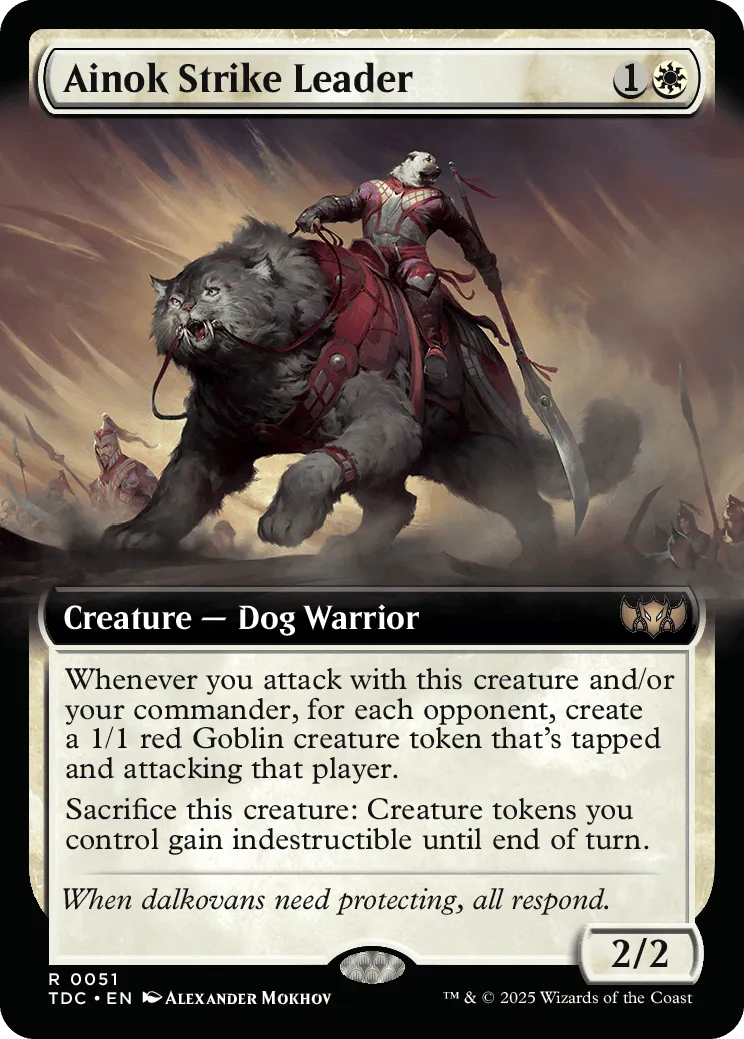 Ainok Strike Leader 1
Creature — Dog Warrior
Whenever you attack with this creature and/or
your commander, for each opponent, create
a 1/1 red Goblin creature token that's tapped
and attacking that player.
Sacrifice this creature: Creature tokens you
control gain indestructible until end of turn.
When dalkovans need protecting, all respond.
2/2
R 0051
TDC • EN Alexander Mokhov
™ & © 2025 Wizards of the Coast